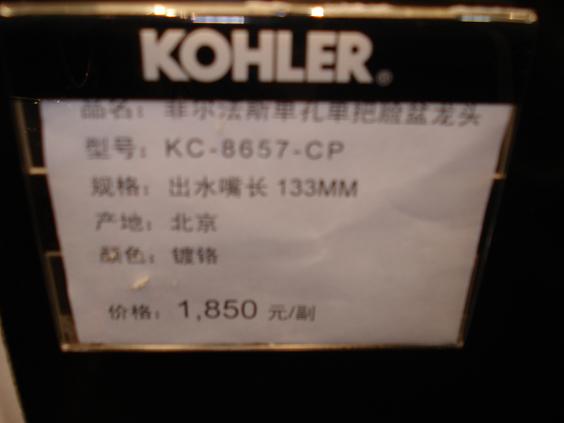 KOHLER®
品名：菲尔法斯单孔单把脸盆龙头
型号：KC-8657-CP
规格：出水嘴长 133MM
产地：北京
颜色：镀铬
价格：1,850 元/副